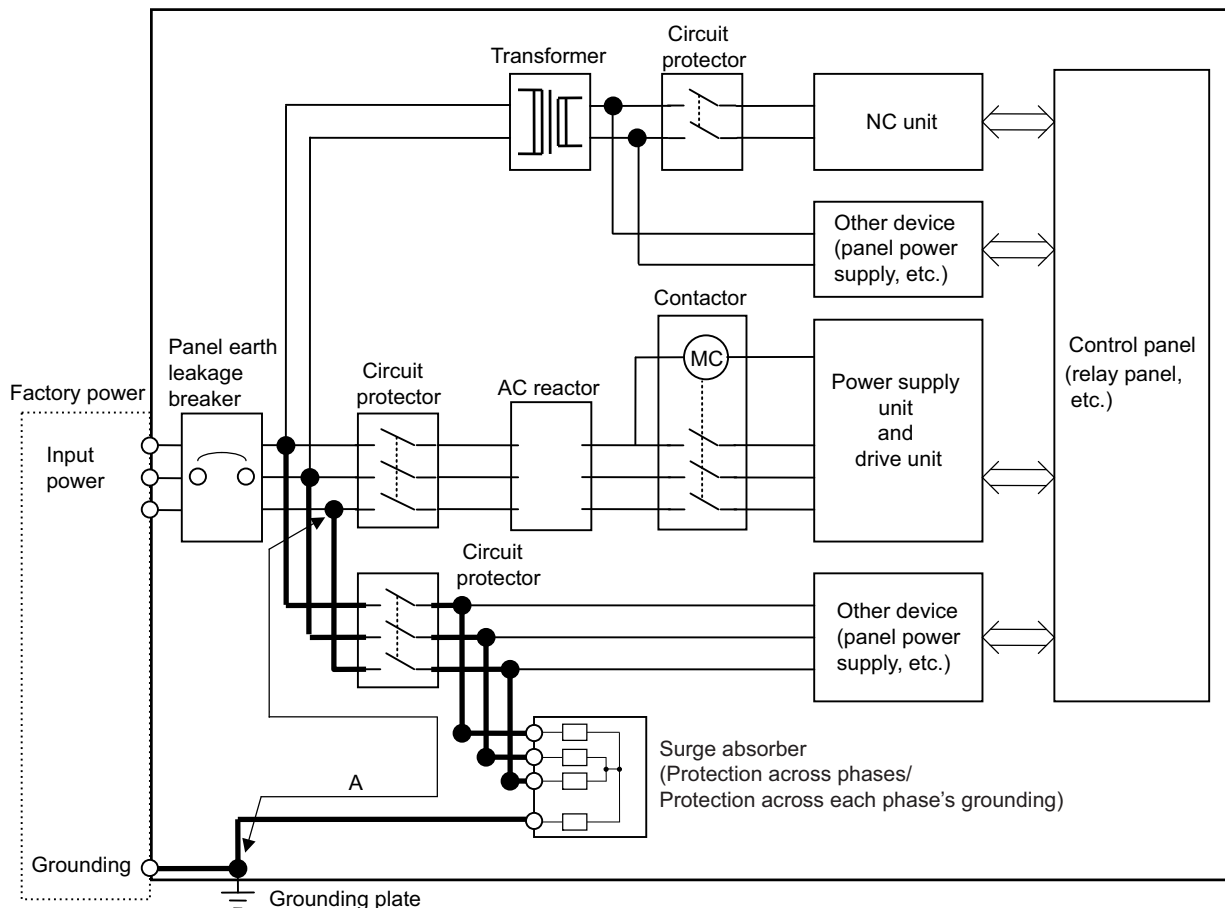 Circuit
protector
Transformer
NC unit
Other device
(panel power
supply, etc.)
Contactor
MC
Panel earth
leakage
breaker
Circuit
protector
AC reactor
Power supply
unit
and
drive unit
Control panel
(relay panel,
etc.)
Factory power
Input
power
Circuit
protector
Other device
(panel power
supply, etc.)
Surge absorber
(Protection across phases/
Protection across each phase's grounding)
A
Grounding
Grounding plate